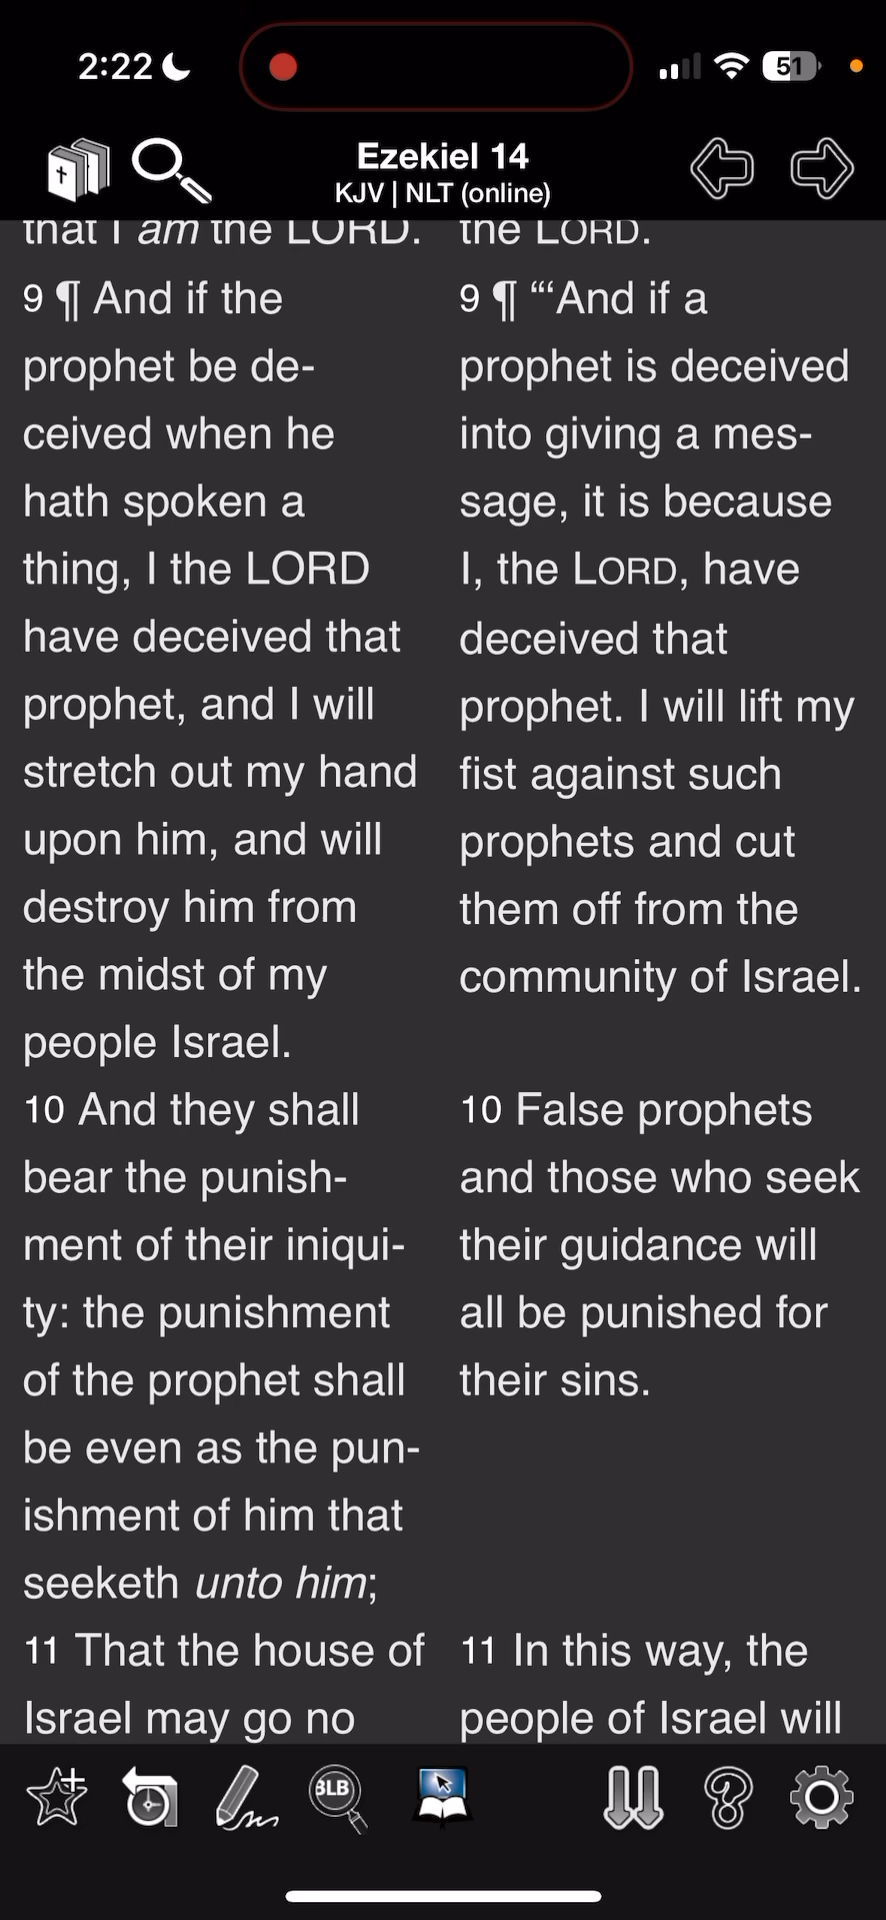 2:22
51
Ezekiel 14
KJV | NLT (online)
that I am the LORD.
9 ¶ And if the
prophet be de-
ceived when he
hath spoken a
thing, I the LORD
have deceived that
prophet, and I will
stretch out my hand
upon him, and will
destroy him from
the midst of my
people Israel.
10 And they shall
bear the punish-
ment of their iniqui-
ty: the punishment
of the prophet shall
be even as the pun-
ishment of him that
seeketh unto him;
11 That the house of
Israel may go no
the LORD.
9 ¶ “‘And if a
prophet is deceived
into giving a mes-
sage, it is because
I, the LORD, have
deceived that
prophet. I will lift my
fist against such
prophets and cut
them off from the
community of Israel.
10 False prophets
and those who seek
their guidance will
all be punished for
their sins.
11 In this way, the
people of Israel will
BLB